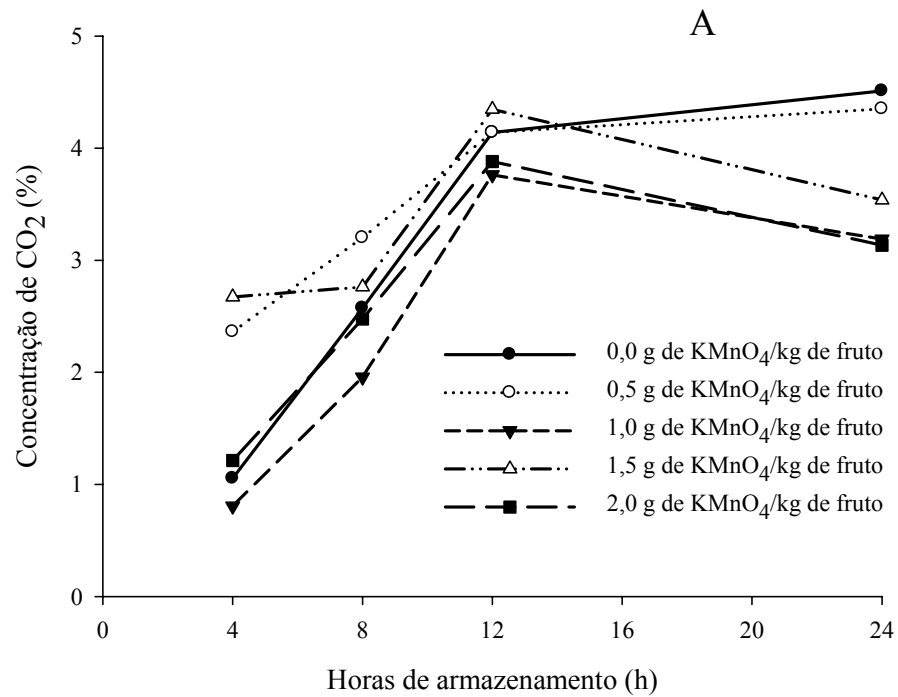 A
5
4
3
2
1
0
Concentração de CO2 (%)
0,0 g de KMnO4/kg de fruto
0,5 g de KMnO4/kg de fruto
1,0 g de KMnO4/kg de fruto
1,5 g de KMnO4/kg de fruto
2,0 g de KMnO4/kg de fruto
0 4 8 12 16 20 24
Horas de armazenamento (h)